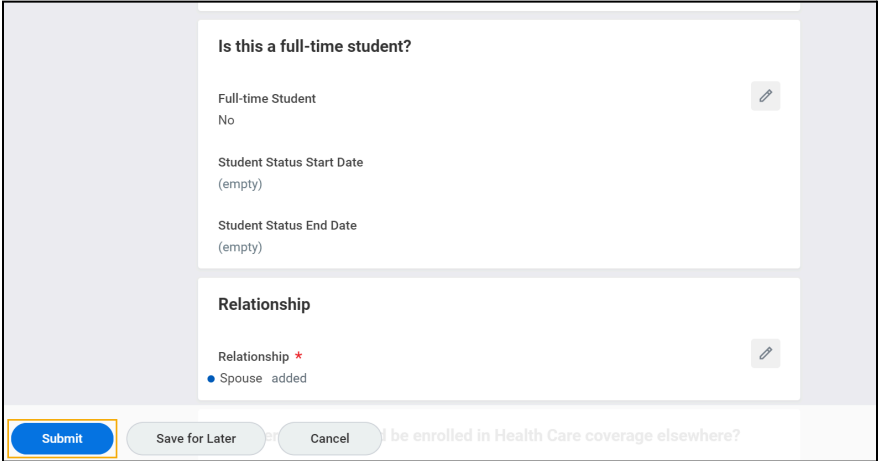 Is this a full-time student?
Full-time Student
No
Student Status Start Date
(empty)
Student Status End Date
(empty)
Relationship
Relationship *
Spouse added
be enrolled in Health Care coverage elsewhere?
Submit
Save for Later
Cancel